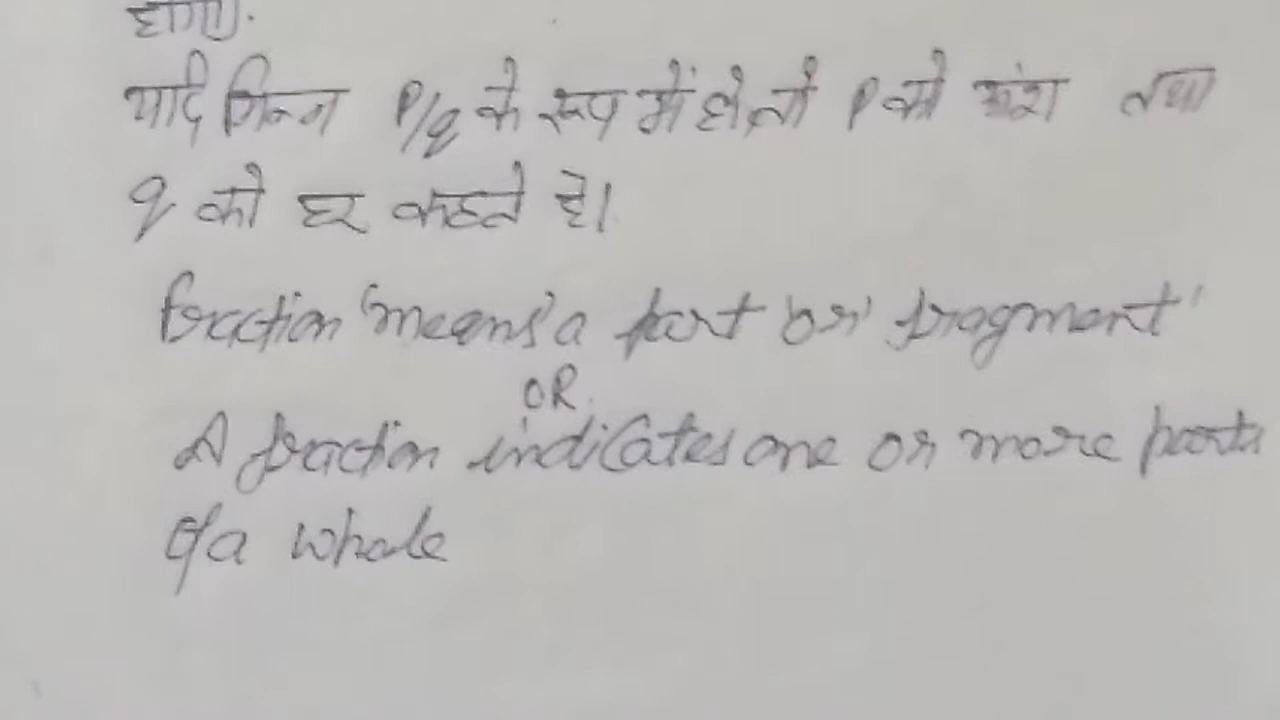 होगा।
यदि भिन्न P/q के रूप में हो, तो P को अंश तथा
q को हर कहते है।
fraction 'means' a part or 'fragment'
OR
A fraction indicates one or more parts
of a whole